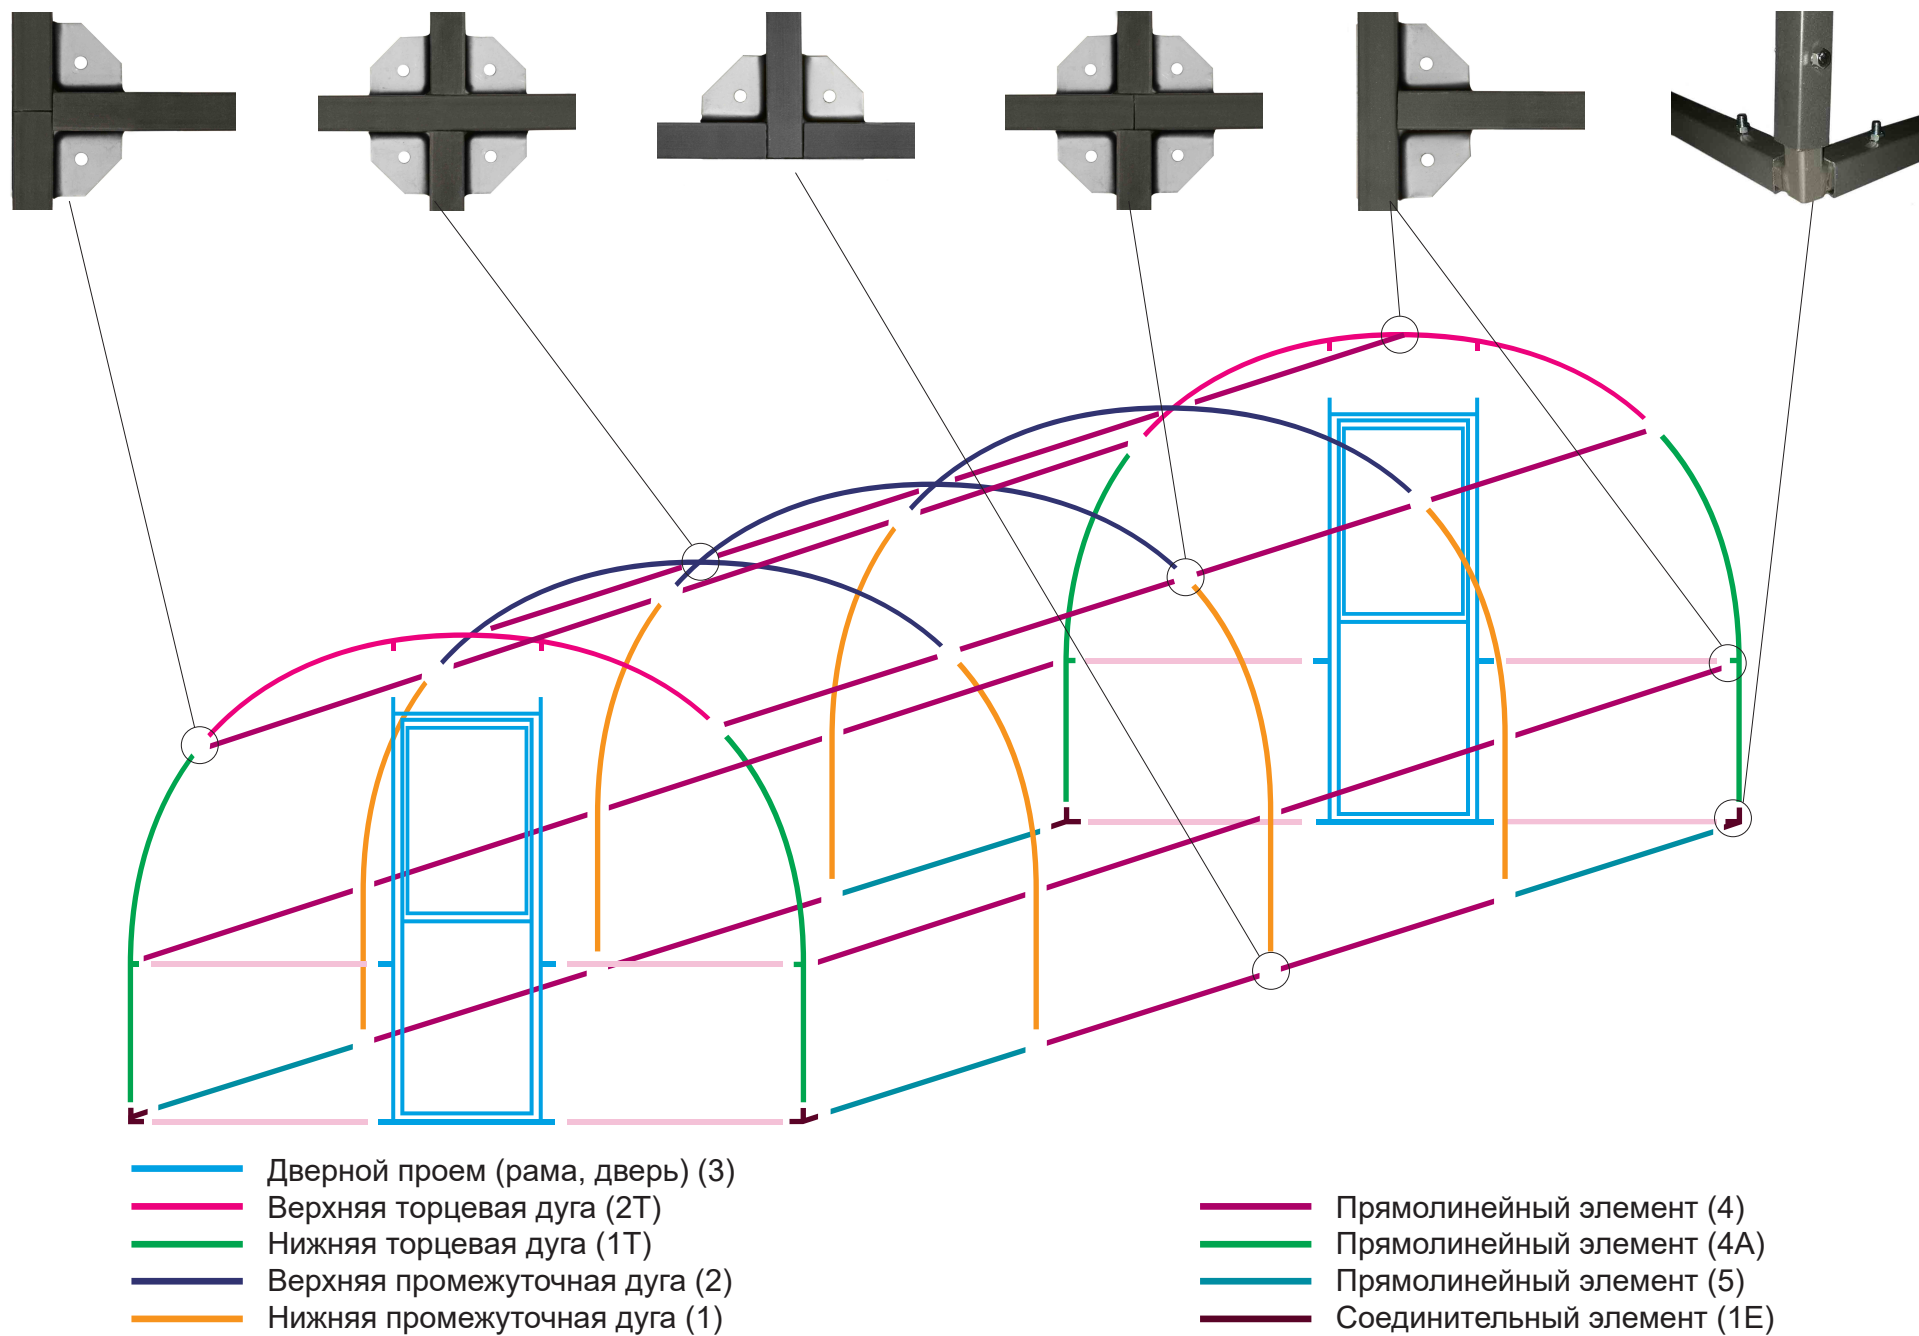 Дверной проем (рама, дверь) (3)
Верхняя торцевая дуга (2Т)
Нижняя торцевая дуга (1Т)
Верхняя промежуточная дуга (2)
Нижняя промежуточная дуга (1)
Прямолинейный элемент (4)
Прямолинейный элемент (4А)
Прямолинейный элемент (5)
Соединительный элемент (1Е)